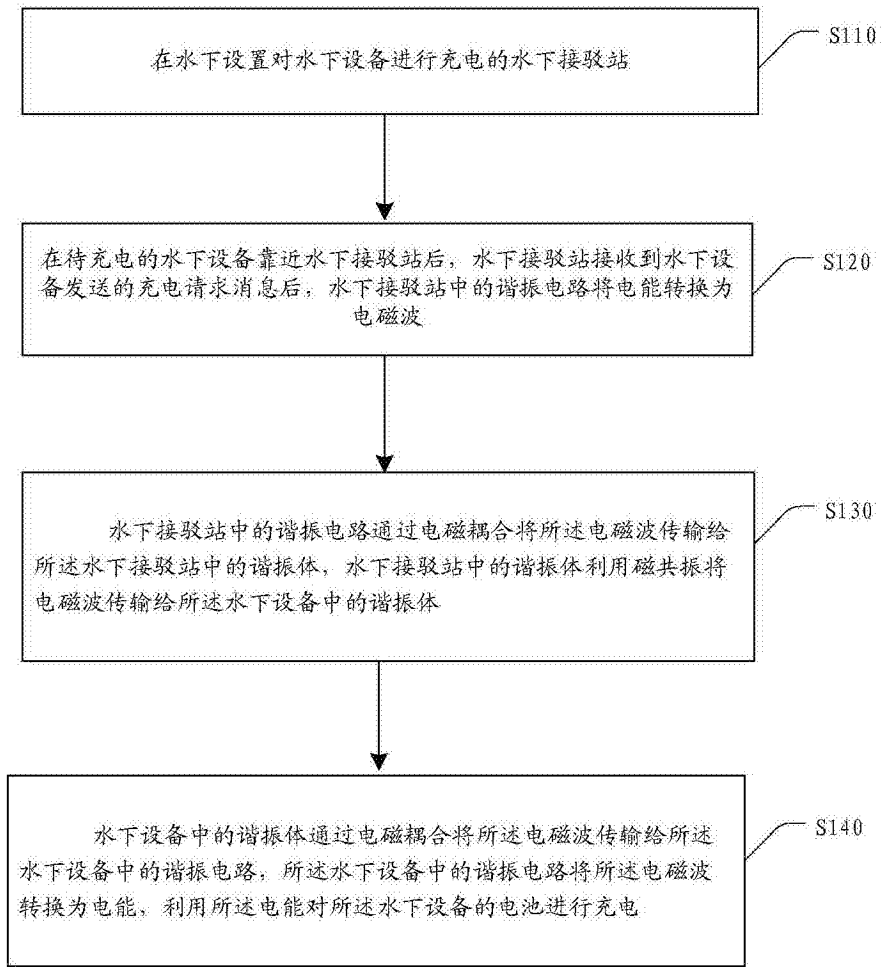 在水下设置对水下设备进行充电的水下接驳站
S110
在待充电的水下设备靠近水下接驳站后，水下接驳站接收到水下设
备发送的充电请求消息后，水下接驳站中的谐振电路将电能转换为
电磁波
S120
水下接驳站中的谐振电路通过电磁耦合将所述电磁波传输给
所述水下接驳站中的谐振体，水下接驳站中的谐振体利用磁共振将
电磁波传输给所述水下设备中的谐振体
S130
水下设备中的谐振体通过电磁耦合将所述电磁波传输给所述
水下设备中的谐振电路，所述水下设备中的谐振电路将所述电磁波
转换为电能，利用所述电能对所述水下设备的电池进行充电
S140